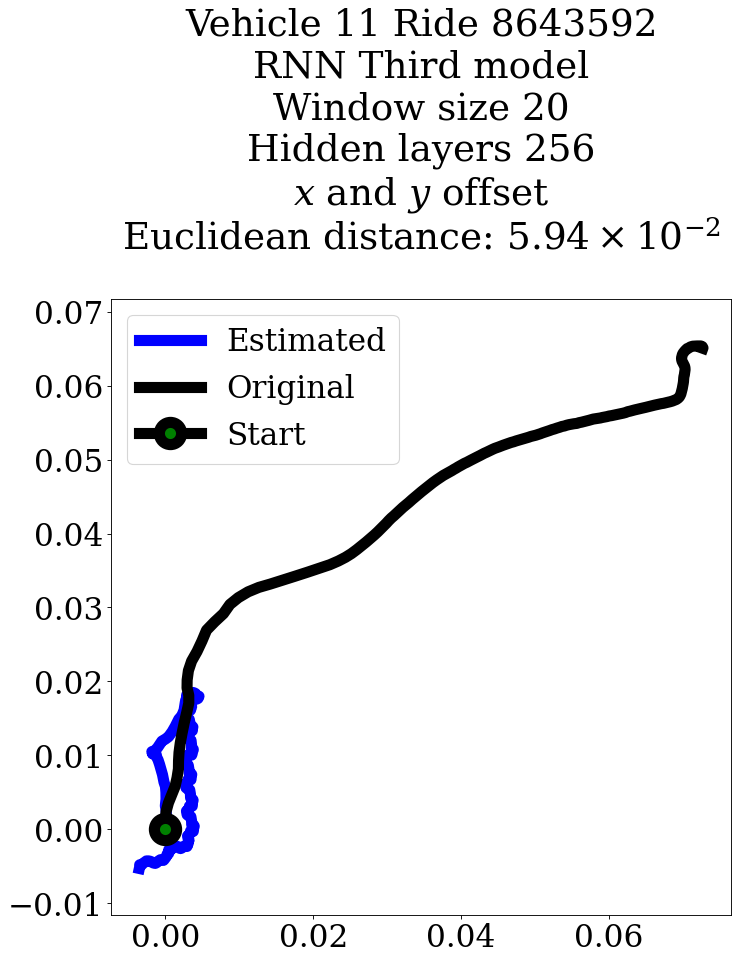 Vehicle 11 Ride 8643592
RNN Third model
Window size 20
Hidden layers 256
x and y offset
Euclidean distance: 5.94 × 10⁻²
0.07
Estimated
0.06
Original
Start
0.05
0.04
0.03
0.02
0.01
0.00
−0.01
0.00 0.02 0.04 0.06